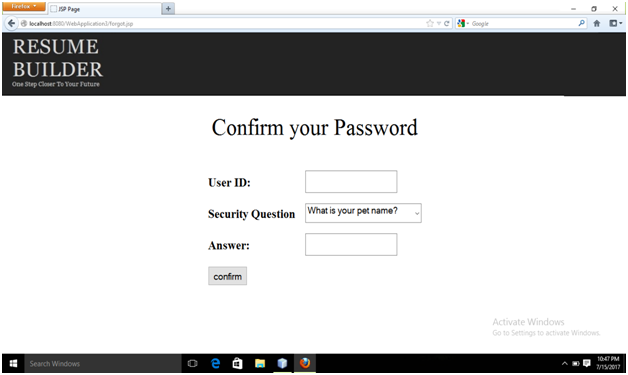 Firefox
JSP Page
localhost:8080/WebApplication3/forgot.jsp
Google
RESUME
BUILDER
One Step Closer To Your Future
Confirm your Password
User ID:
Security Question
What is your pet name?
Answer:
confirm
Activate Windows
Go to Settings to activate Windows.
Search Windows
10:47 PM
7/15/2017